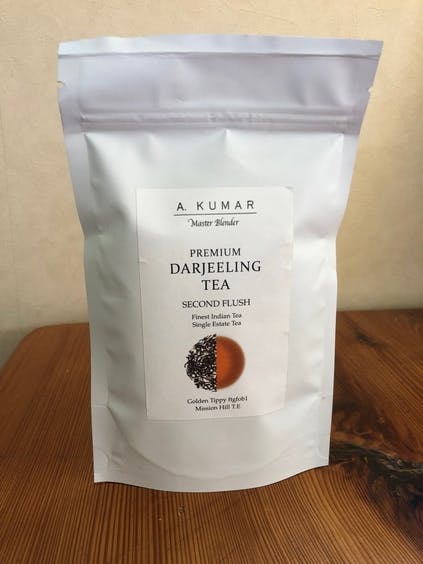 A. KUMAR
Master Blender
PREMIUM
DARJEELING
TEA
SECOND FLUSH
Finest Indian Tea
Single Estate Tea
Golden Tippy ftgfob1
Mission Hill T.E